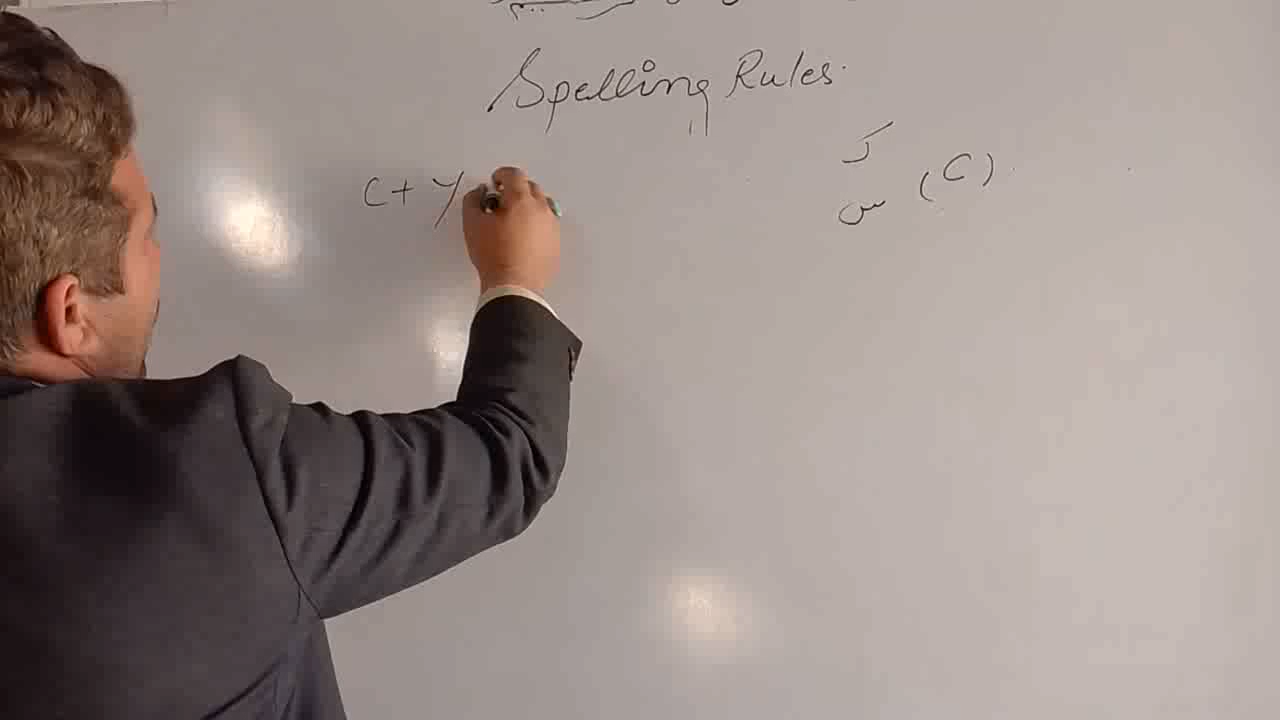 Spelling Rules.
ک
C + y
س (C).